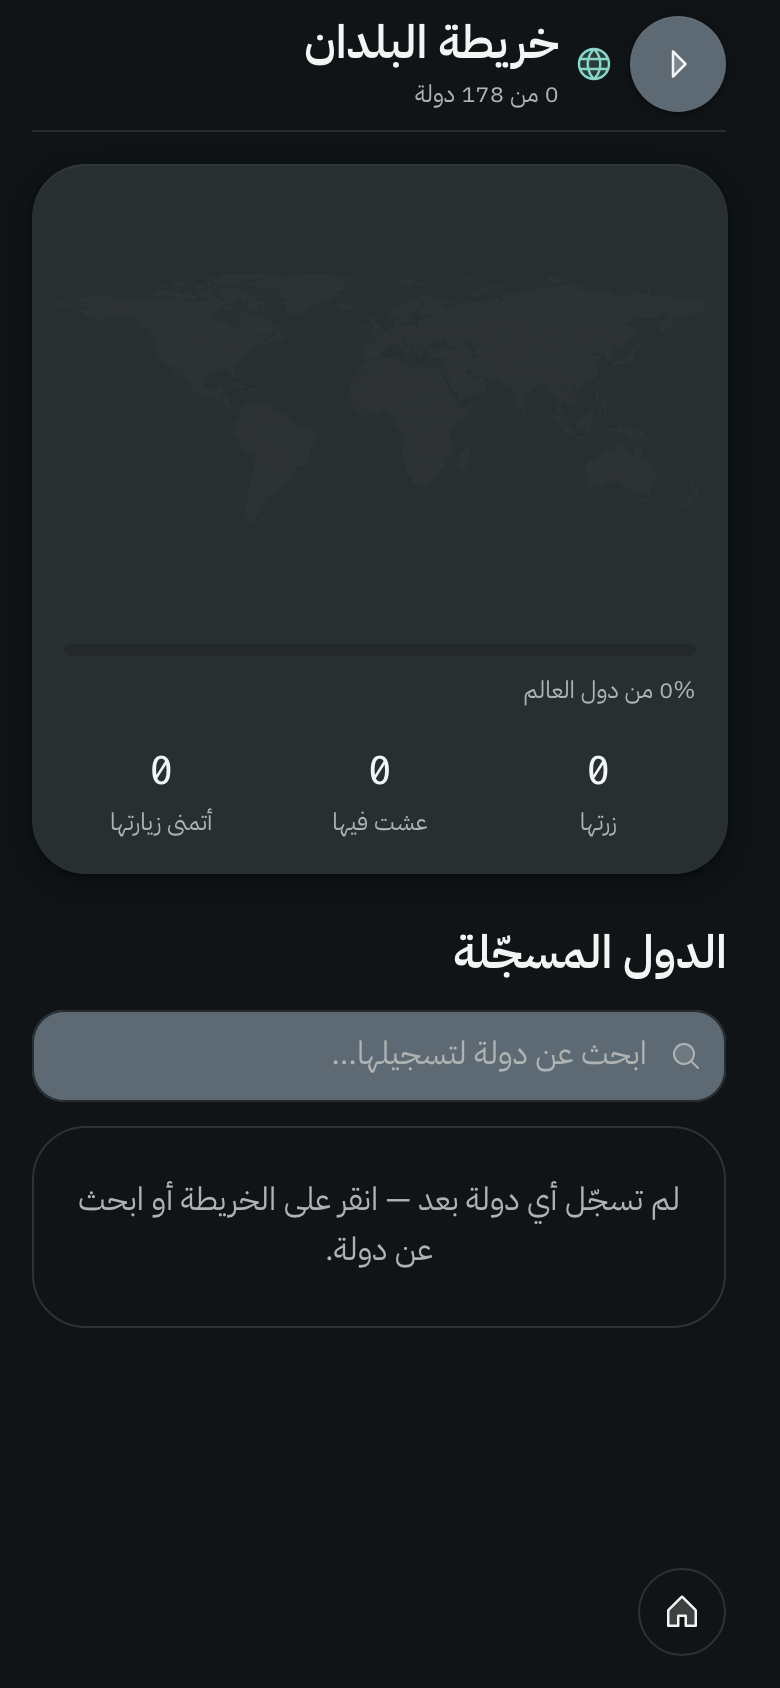 خريطة البلدان
0 من 178 دولة
0% من دول العالم
0
زرتها
0
عشت فيها
0
أتمنى زيارتها
الدول المسجّلة
ابحث عن دولة لتسجيلها...
لم تسجّل أي دولة بعد — انقر على الخريطة أو ابحث
عن دولة.